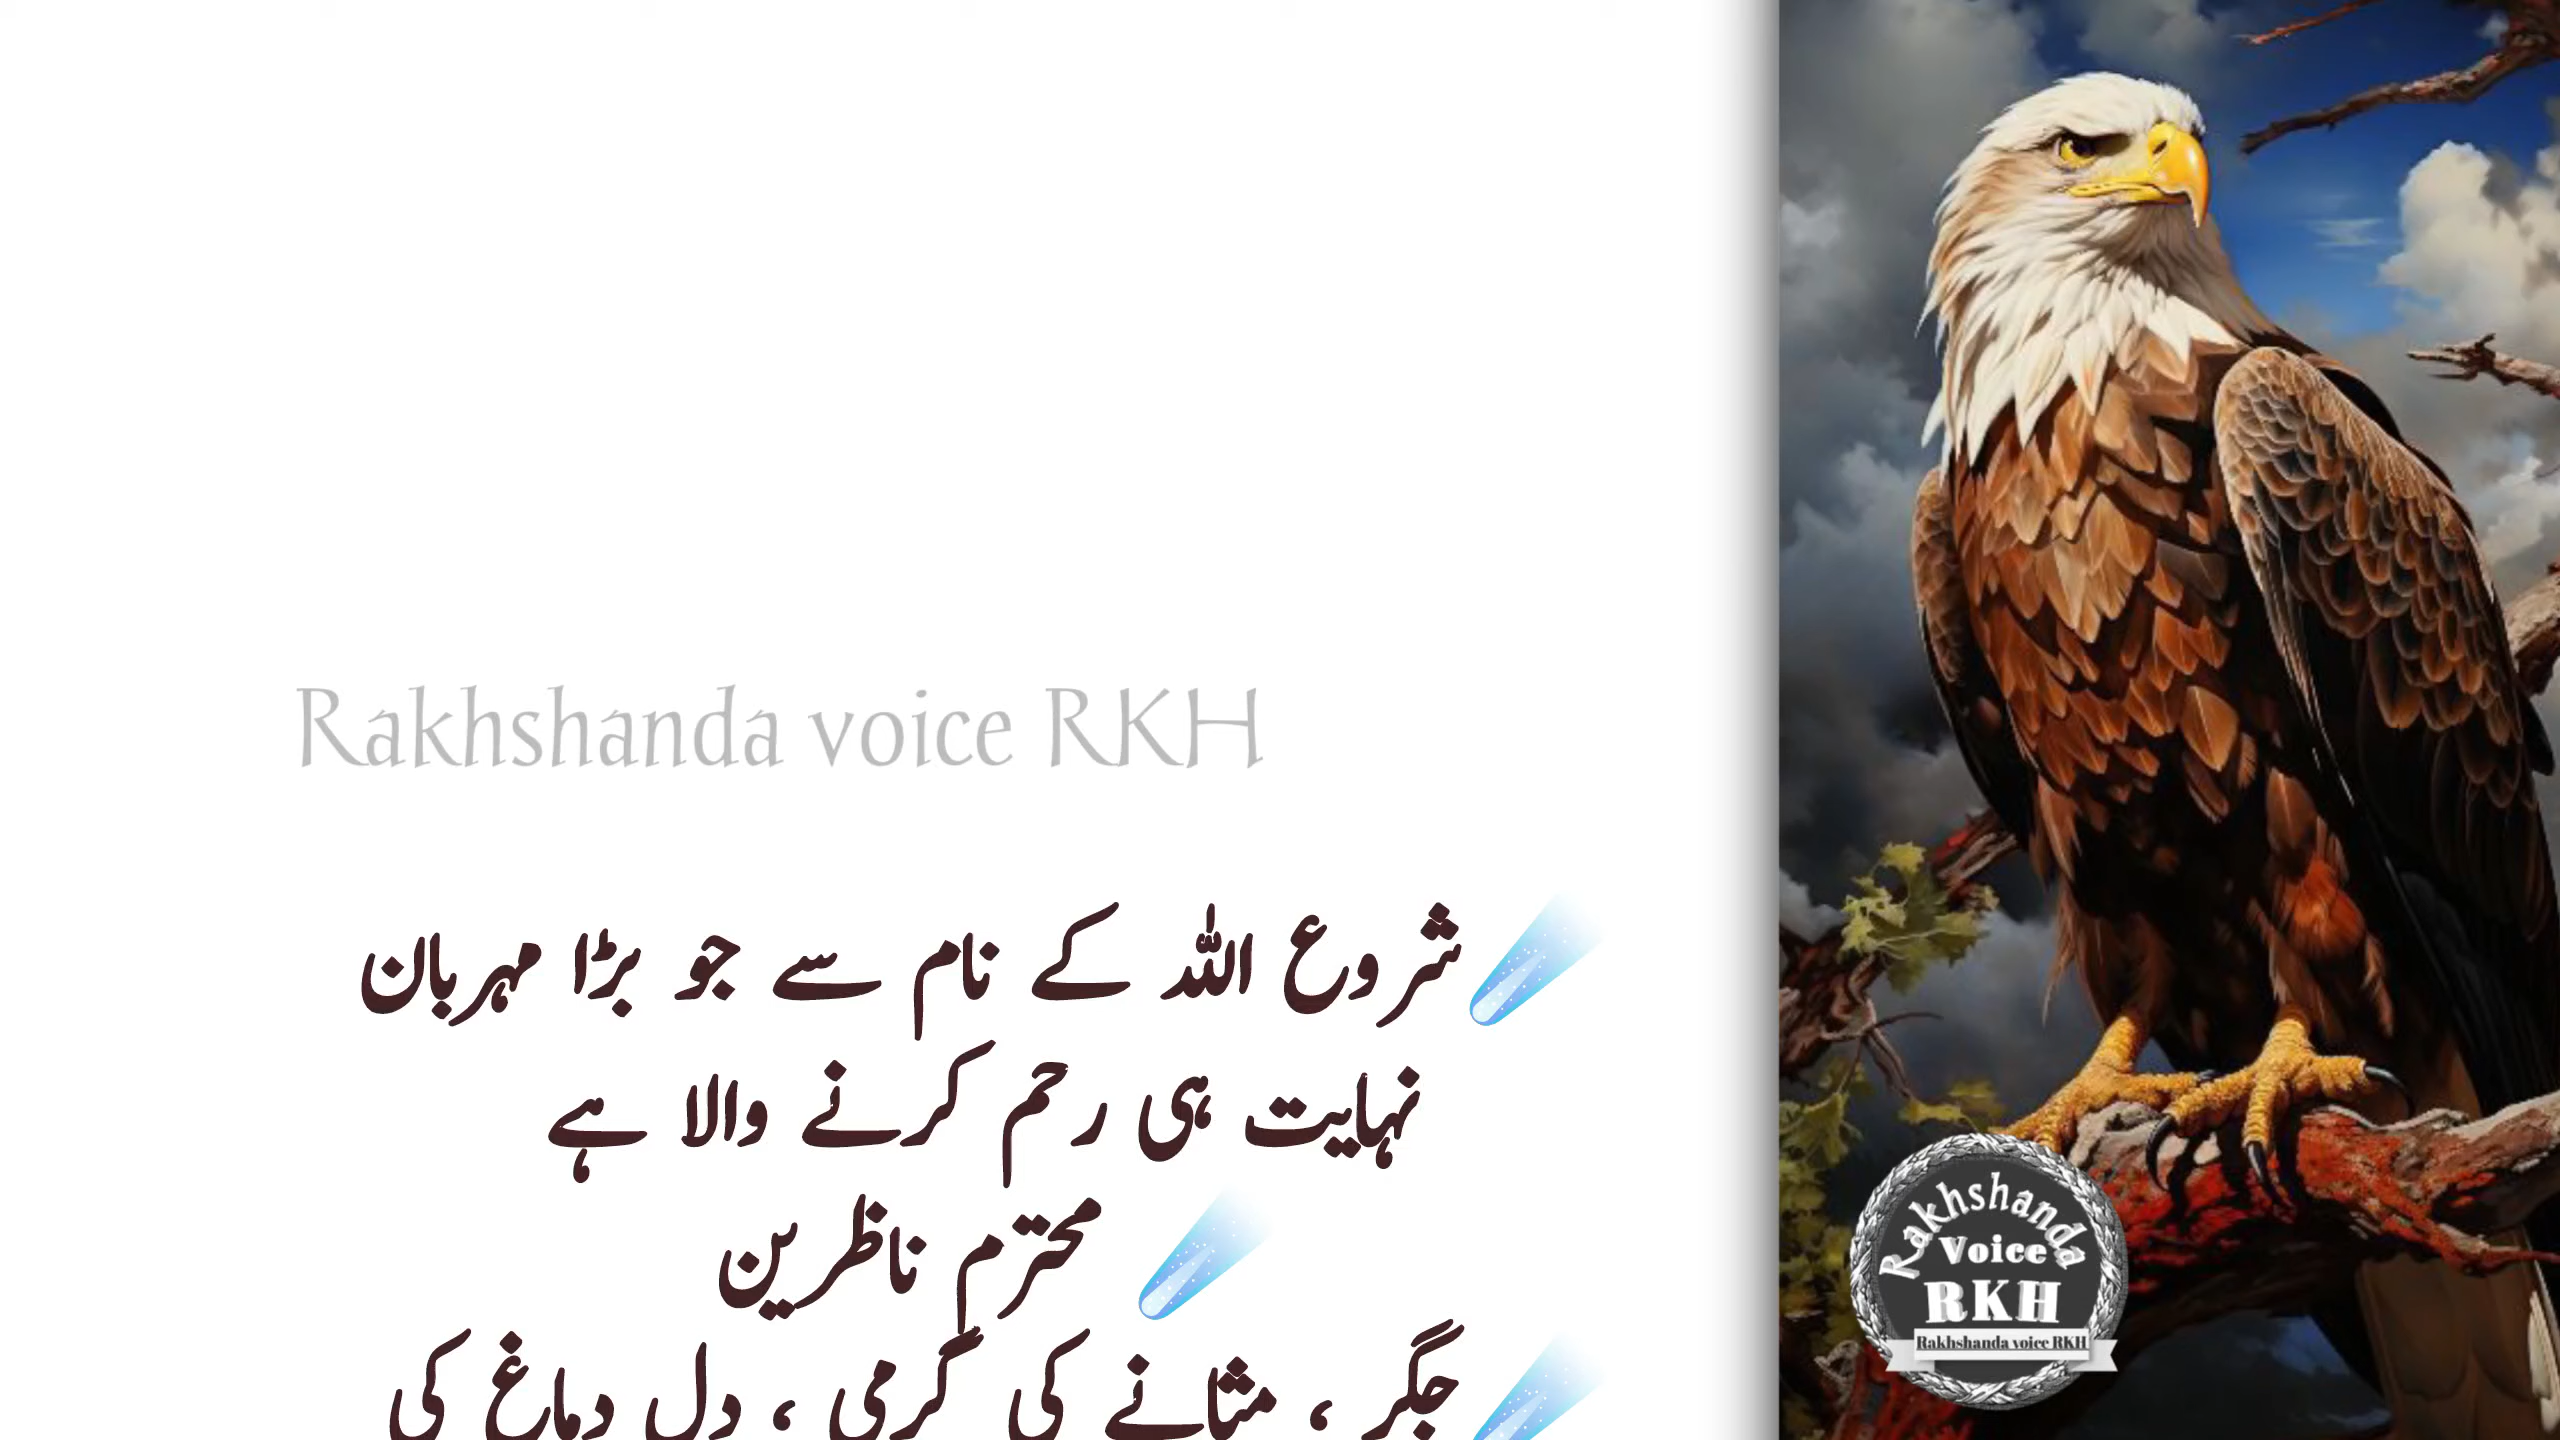 Rakhshanda voice RKH
شروع اللہ کے نام سے جو بڑا مہربان
نہایت ہی رحم کرنے والا ہے
محترم ناظرین
جگر ، مثانے کی گرمی ، دل دماغ کی
Rakhshanda
Voice
RKH
Rakhshanda voice RKH